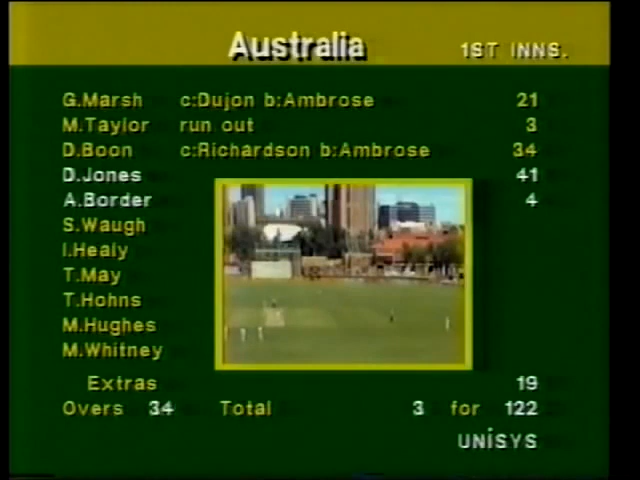 Australia 1ST INNS.
G.Marsh c:Dujon b:Ambrose 21
M.Taylor run out 3
D.Boon c:Richardson b:Ambrose 34
D.Jones 41
A.Border 4
S.Waugh
I.Healy
T.May
T.Hohns
M.Hughes
M.Whitney
Extras 19
Overs 34 Total 3 for 122
UNiSYS